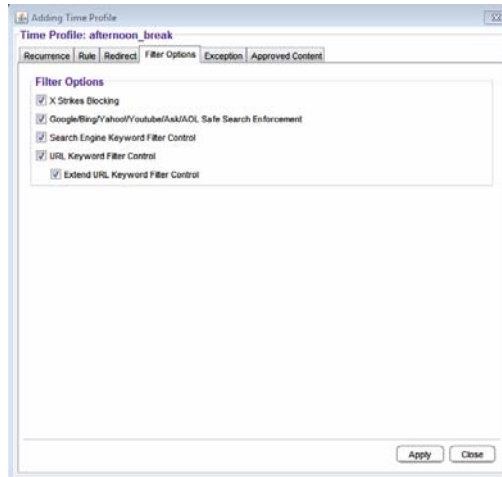 Adding Time Profile
Time Profile: afternoon_break
Recurrence Rule Redirect Filter Options Exception Approved Content
Filter Options
X Strikes Blocking
Google/Bing/Yahoo!/Youtube/Ask/AOL Safe Search Enforcement
Search Engine Keyword Filter Control
URL Keyword Filter Control
Extend URL Keyword Filter Control
Apply Close